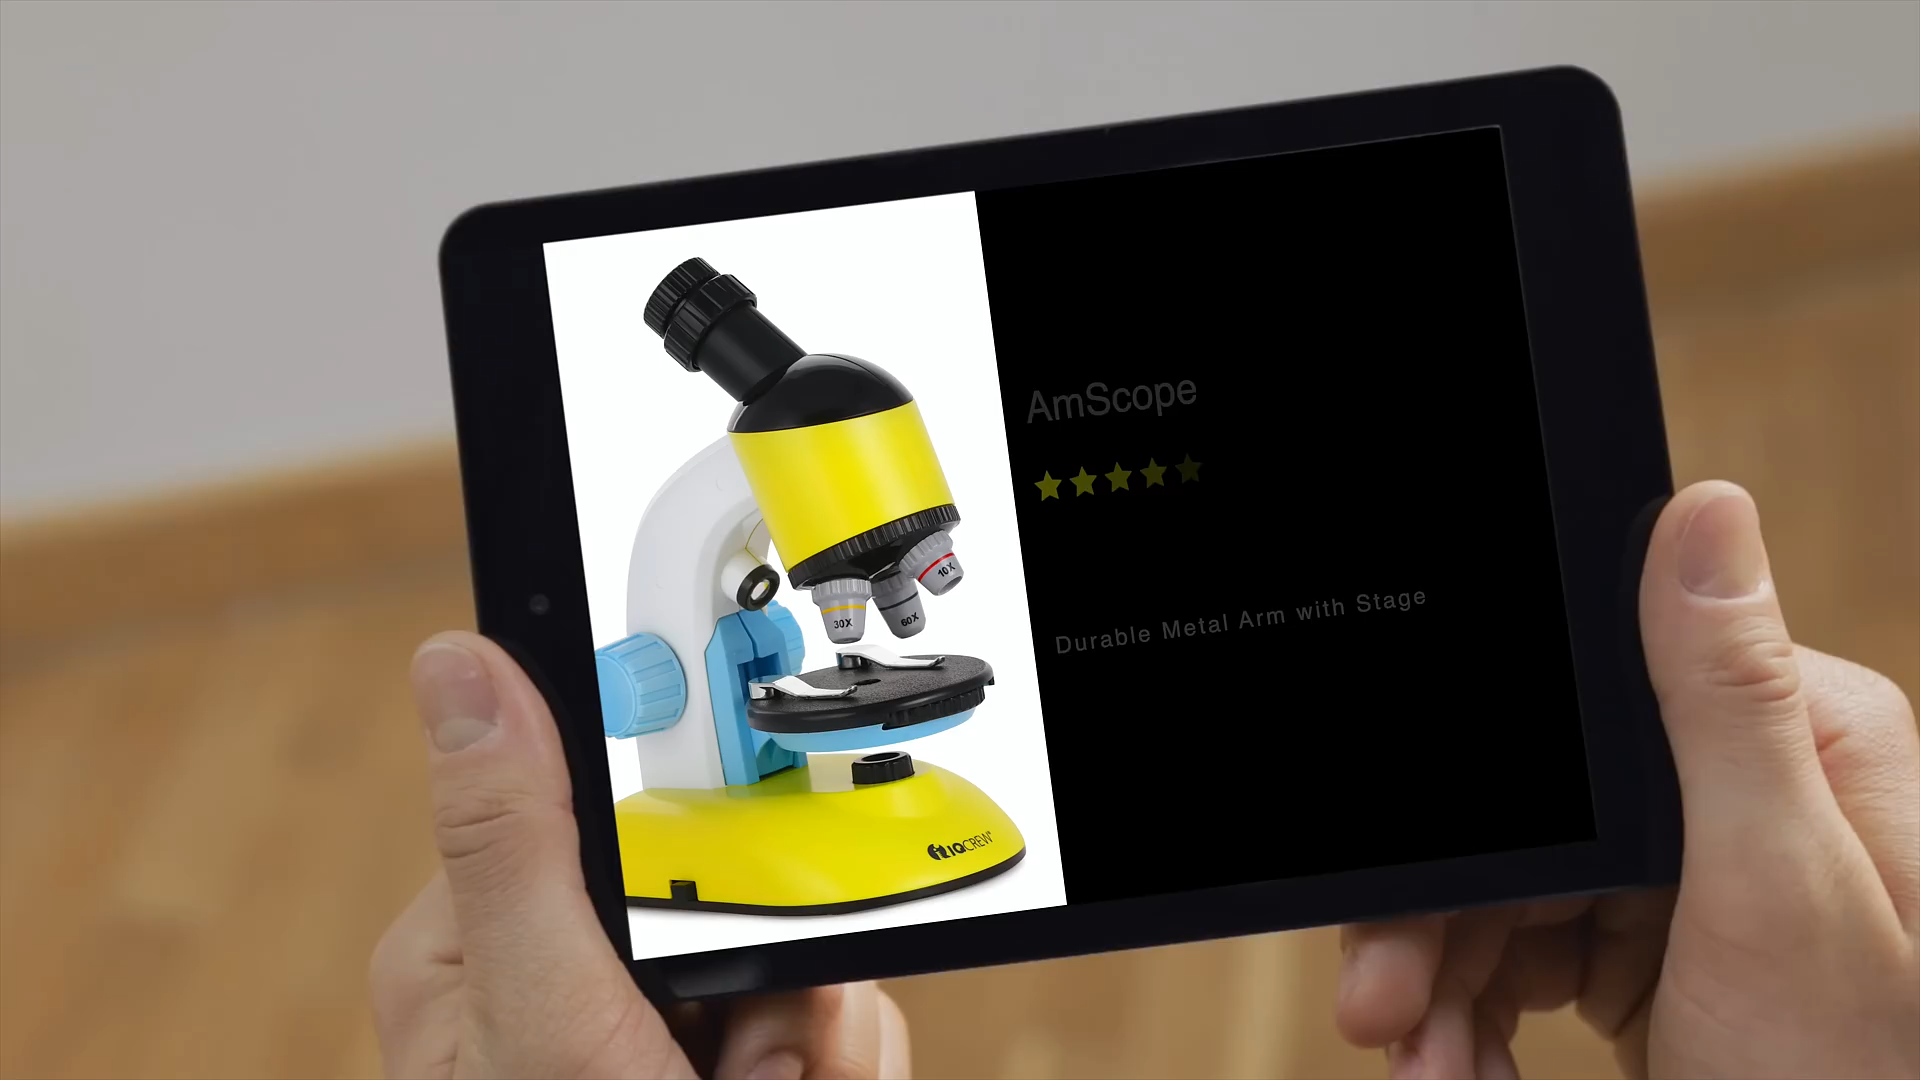 AmScope
Durable Metal Arm with Stage
30X
60X
10X
IQCREW